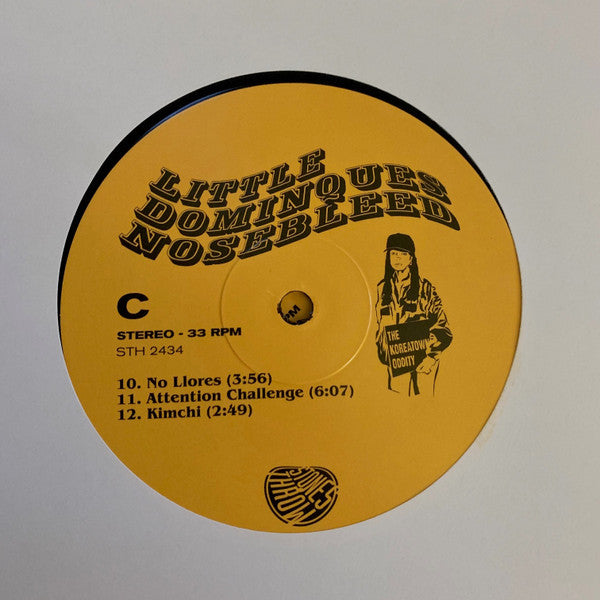 LITTLE
DOMINQUES
NOSEBLEED
C
STEREO - 33 RPM
STH 2434
THE
KOREATOWN
ODDITY
10. No Llores (3:56)
11. Attention Challenge (6:07)
12. Kimchi (2:49)
STONES
THROW